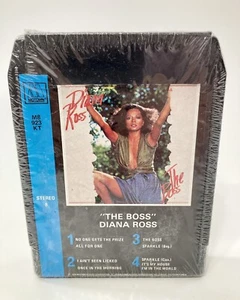 M8
923
KT
STEREO
Diana
Ross
The
Boss
"THE BOSS"
DIANA ROSS
1 NO ONE GETS THE PRIZE
ALL FOR ONE
2 I AIN'T BEEN LICKED
ONCE IN THE MORNING
3 THE BOSS
SPARKLE (Beg.)
4 SPARKLE (Con.)
IT'S MY HOUSE
I'M IN THE WORLD